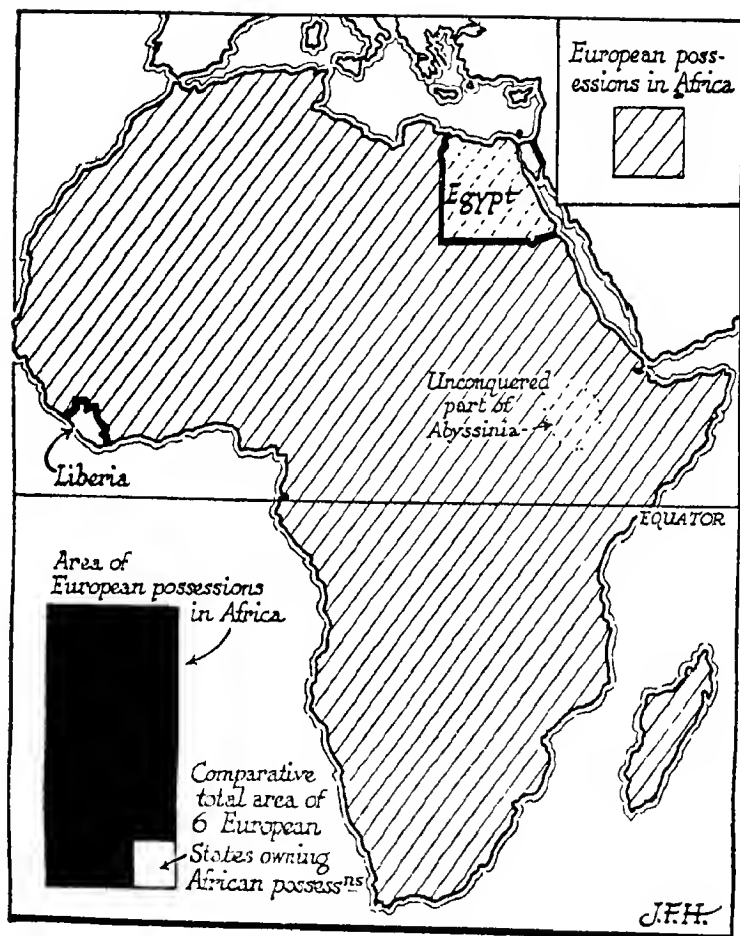 European poss-
essions in Africa
Egypt
Unconquered
part of
Abyssinia
Liberia
EQUATOR
Area of
European possessions
in Africa
Comparative
total area of
6 European
States owning
African possessns
J.F.H.